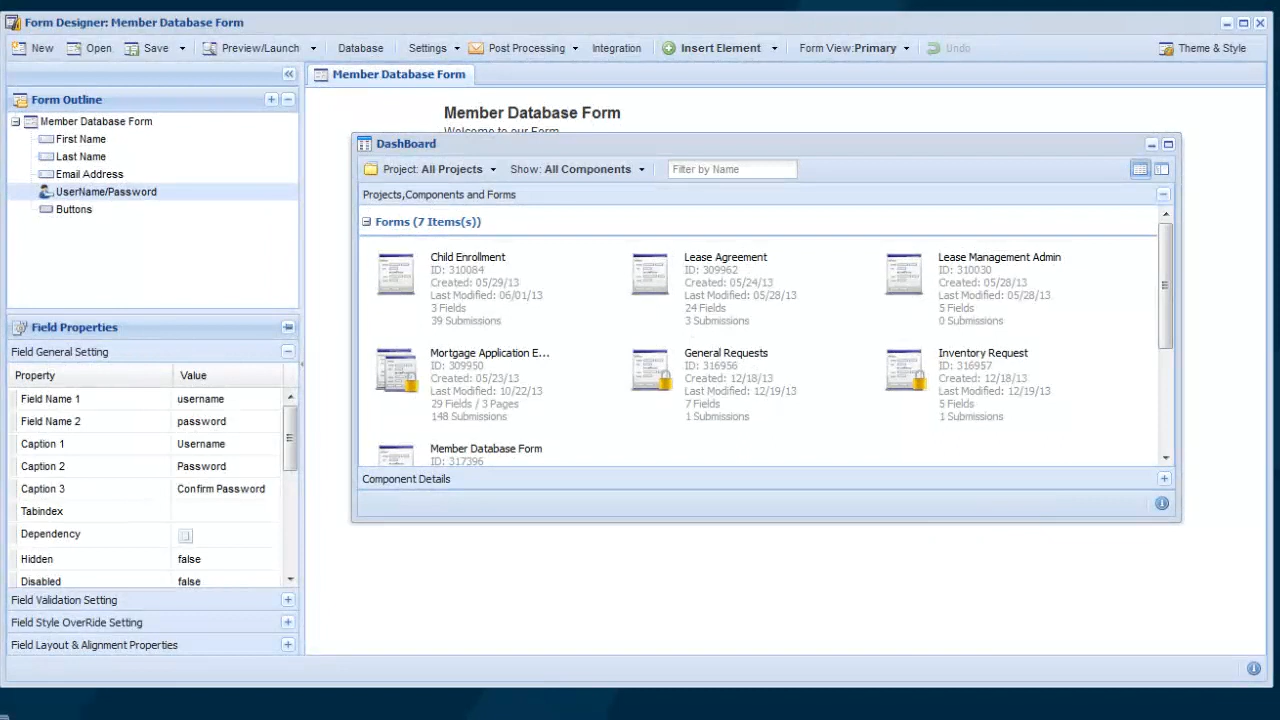 Form Designer: Member Database Form
New Open Save Preview/Launch Database Settings Post Processing Integration Insert Element Form View:Primary Undo Theme & Style
Form Outline
Member Database Form
First Name
Last Name
Email Address
UserName/Password
Buttons
Field Properties
Field General Setting
Property Value
Field Name 1 username
Field Name 2 password
Caption 1 Username
Caption 2 Password
Caption 3 Confirm Password
Tabindex
Dependency
Hidden false
Disabled false
Field Validation Setting
Field Style OverRide Setting
Field Layout & Alignment Properties
Member Database Form
Member Database Form
Welcome to our Form
DashBoard
Project: All Projects Show: All Components Filter by Name
Projects,Components and Forms
Forms (7 Items(s))
Child Enrollment
ID: 310084
Created: 05/29/13
Last Modified: 06/01/13
3 Fields
39 Submissions
Lease Agreement
ID: 309962
Created: 05/24/13
Last Modified: 05/28/13
24 Fields
3 Submissions
Lease Management Admin
ID: 310030
Created: 05/28/13
Last Modified: 05/28/13
5 Fields
0 Submissions
Mortgage Application E...
ID: 309950
Created: 05/23/13
Last Modified: 10/22/13
29 Fields / 3 Pages
148 Submissions
General Requests
ID: 316956
Created: 12/18/13
Last Modified: 12/19/13
7 Fields
1 Submissions
Inventory Request
ID: 316957
Created: 12/18/13
Last Modified: 12/19/13
5 Fields
1 Submissions
Member Database Form
ID: 317396
Component Details